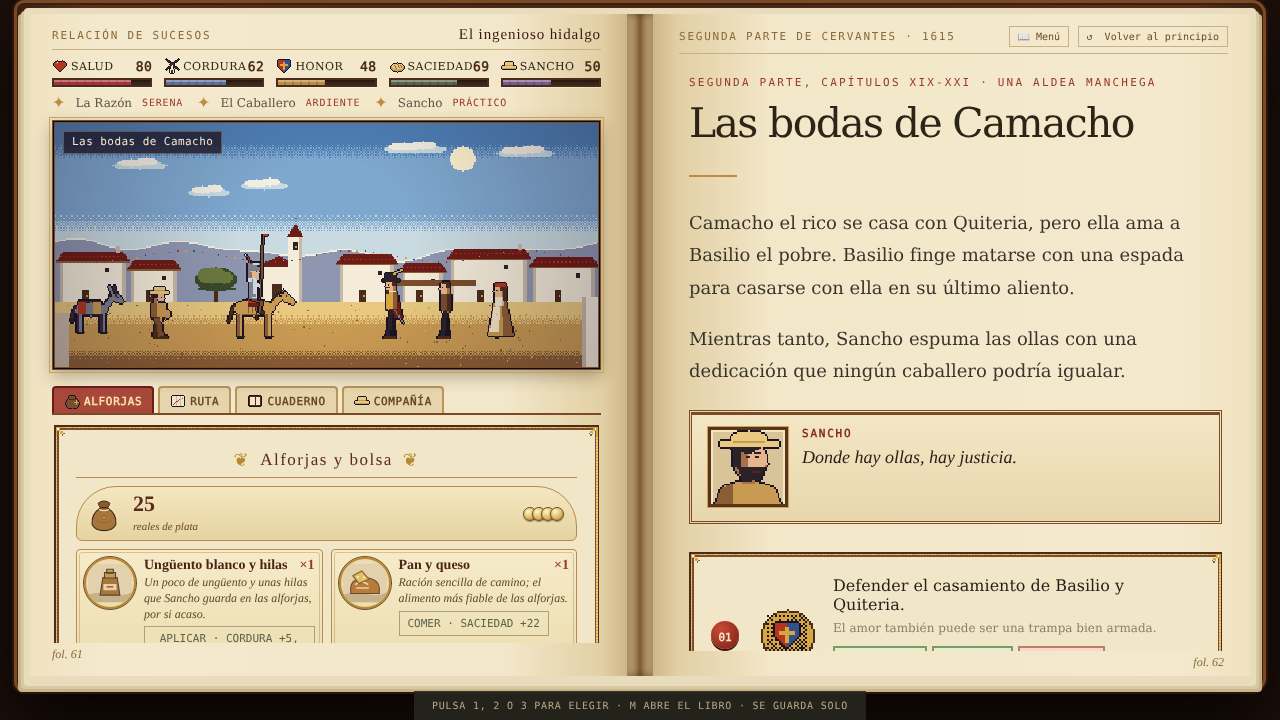 RELACIÓN DE SUCESOS
El ingenioso hidalgo
SALUD 80
CORDURA 62
HONOR 48
SACIEDAD 69
SANCHO 50
La Razón SERENA
El Caballero ARDIENTE
Sancho PRÁCTICO
Las bodas de Camacho
ALFORJAS
RUTA
CUADERNO
COMPAÑÍA
Alforjas y bolsa
25
reales de plata
Ungüento blanco y hilas ×1
Un poco de ungüento y unas hilas
que Sancho guarda en las alforjas,
por si acaso.
APLICAR · CORDURA +5,
Pan y queso ×1
Ración sencilla de camino; el
alimento más fiable de las alforjas.
COMER · SACIEDAD +22
fol. 61
SEGUNDA PARTE DE CERVANTES · 1615
📖 Menú
↺ Volver al principio
SEGUNDA PARTE, CAPÍTULOS XIX-XXI · UNA ALDEA MANCHEGA
Las bodas de Camacho
Camacho el rico se casa con Quiteria, pero ella ama a
Basilio el pobre. Basilio finge matarse con una espada
para casarse con ella en su último aliento.
Mientras tanto, Sancho espuma las ollas con una
dedicación que ningún caballero podría igualar.
SANCHO
Donde hay ollas, hay justicia.
01
Defender el casamiento de Basilio y
Quiteria.
El amor también puede ser una trampa bien armada.
fol. 62
PULSA 1, 2 O 3 PARA ELEGIR · M ABRE EL LIBRO · SE GUARDA SOLO